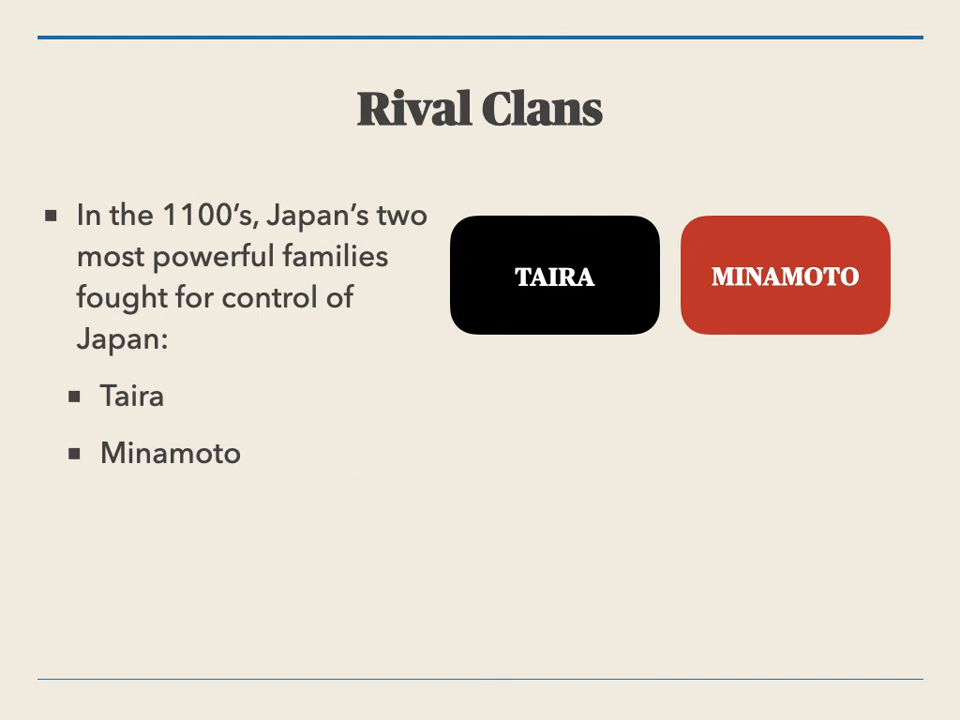 Rival Clans
▪ In the 1100’s, Japan’s two
most powerful families
fought for control of
Japan:
▪ Taira
▪ Minamoto
TAIRA
MINAMOTO